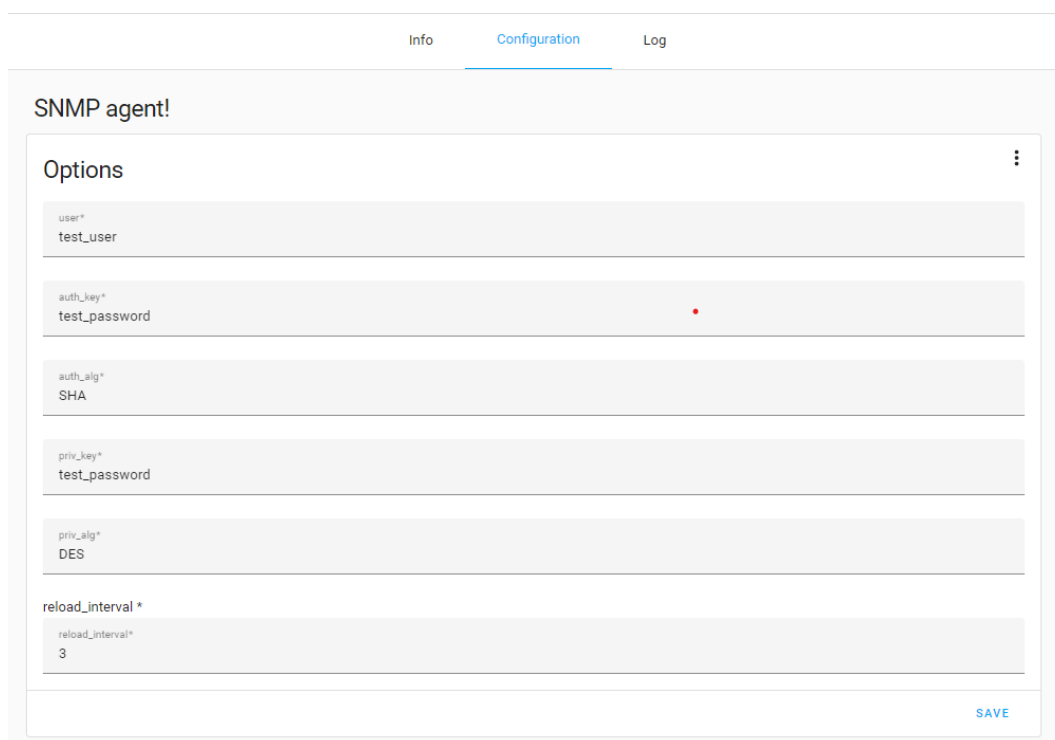 Info Configuration Log
SNMP agent!
Options
user*
test_user
auth_key*
test_password
auth_alg*
SHA
priv_key*
test_password
priv_alg*
DES
reload_interval *
reload_interval*
3
SAVE